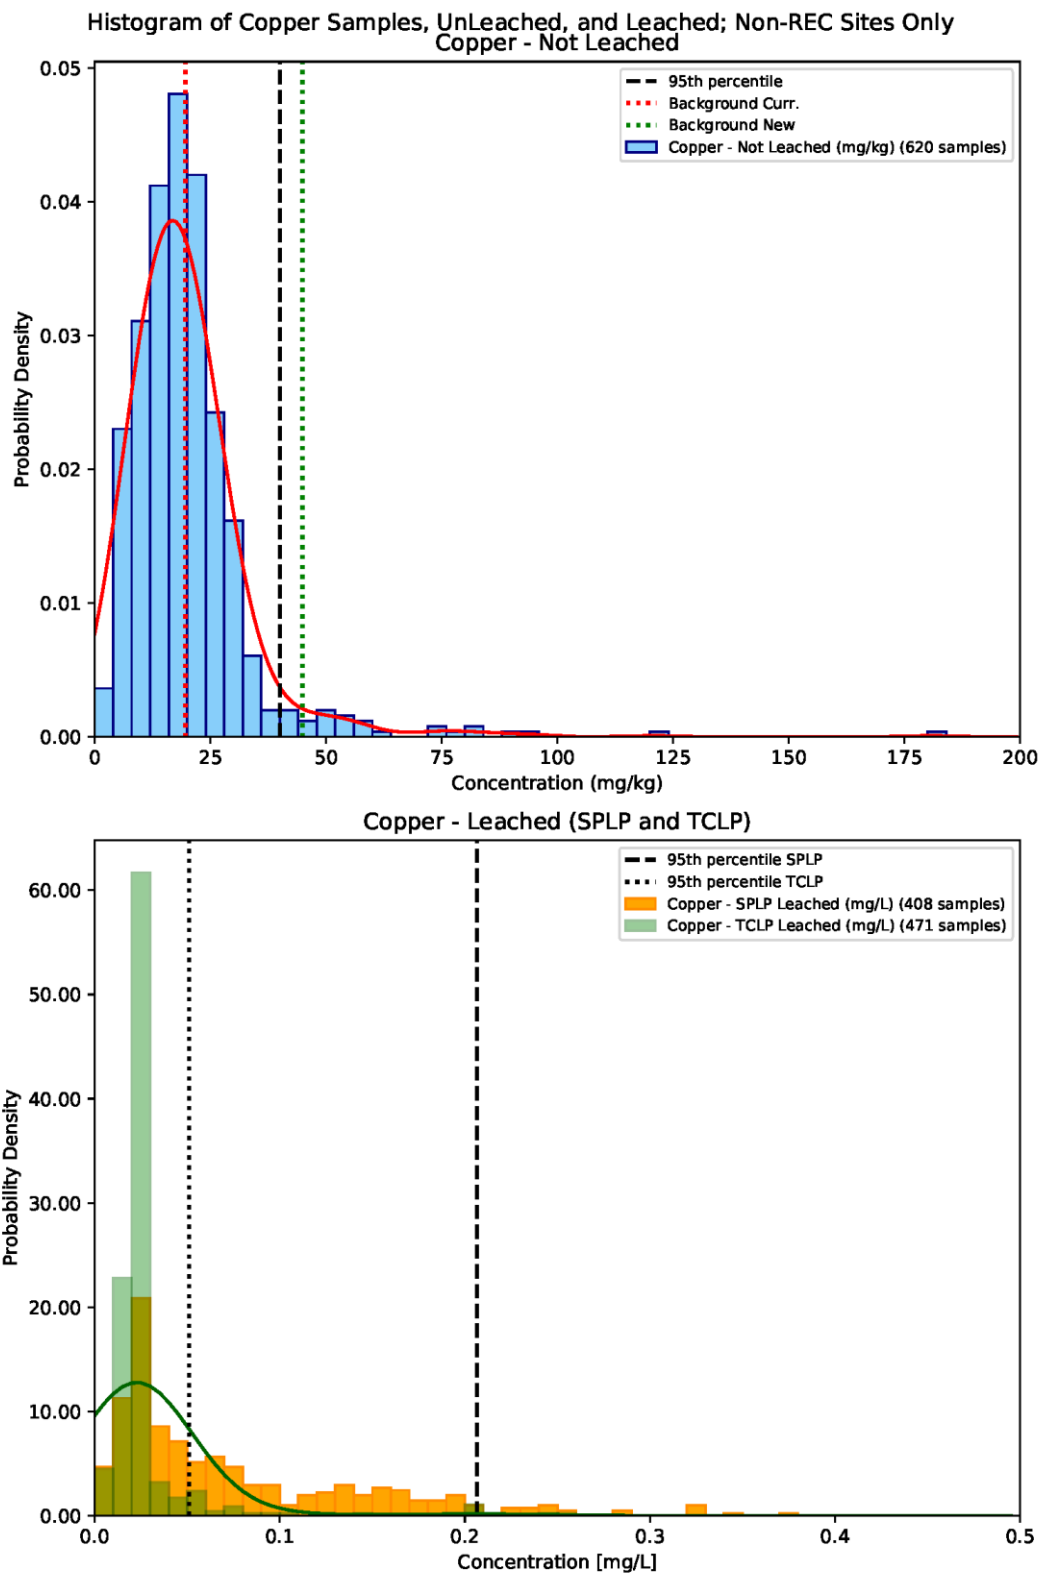 Histogram of Copper Samples, UnLeached, and Leached; Non-REC Sites Only
Copper - Not Leached
95th percentile
Background Curr.
Background New
Copper - Not Leached (mg/kg) (620 samples)
0.05
0.04
0.03
0.02
0.01
0.00
Probability Density
0 25 50 75 100 125 150 175 200
Concentration (mg/kg)
Copper - Leached (SPLP and TCLP)
95th percentile SPLP
95th percentile TCLP
Copper - SPLP Leached (mg/L) (408 samples)
Copper - TCLP Leached (mg/L) (471 samples)
60.00
50.00
40.00
30.00
20.00
10.00
0.00
Probability Density
0.0 0.1 0.2 0.3 0.4 0.5
Concentration [mg/L]